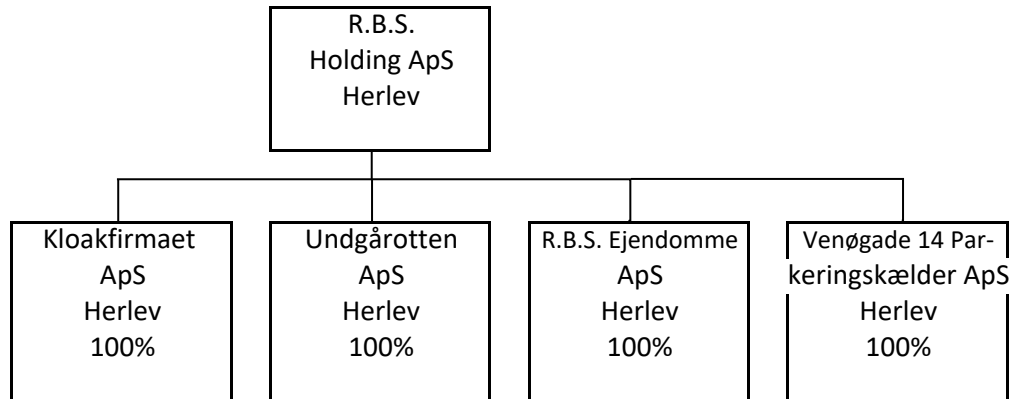 R.B.S.
Holding ApS
Herlev
Kloakfirmaet
ApS
Herlev
100%
Undgårotten
ApS
Herlev
100%
R.B.S. Ejendomme
ApS
Herlev
100%
Venøgade 14 Par-
keringskælder ApS
Herlev
100%